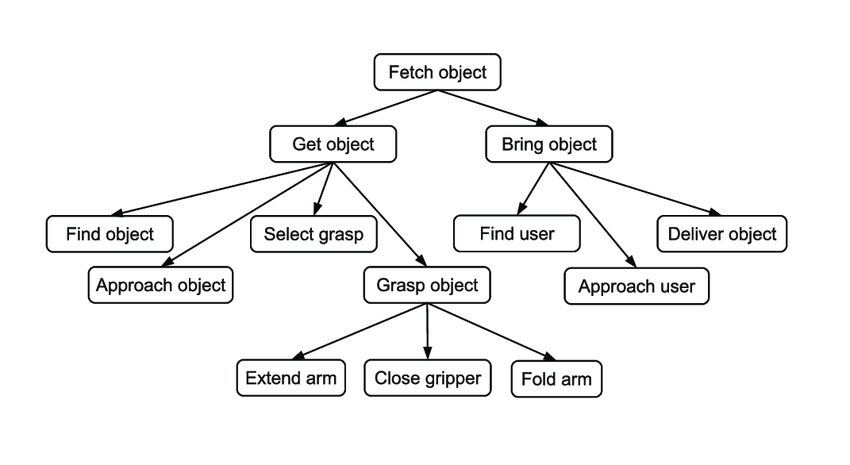 Fetch object
Get object
Bring object
Find object
Select grasp
Find user
Deliver object
Approach object
Grasp object
Approach user
Extend arm
Close gripper
Fold arm